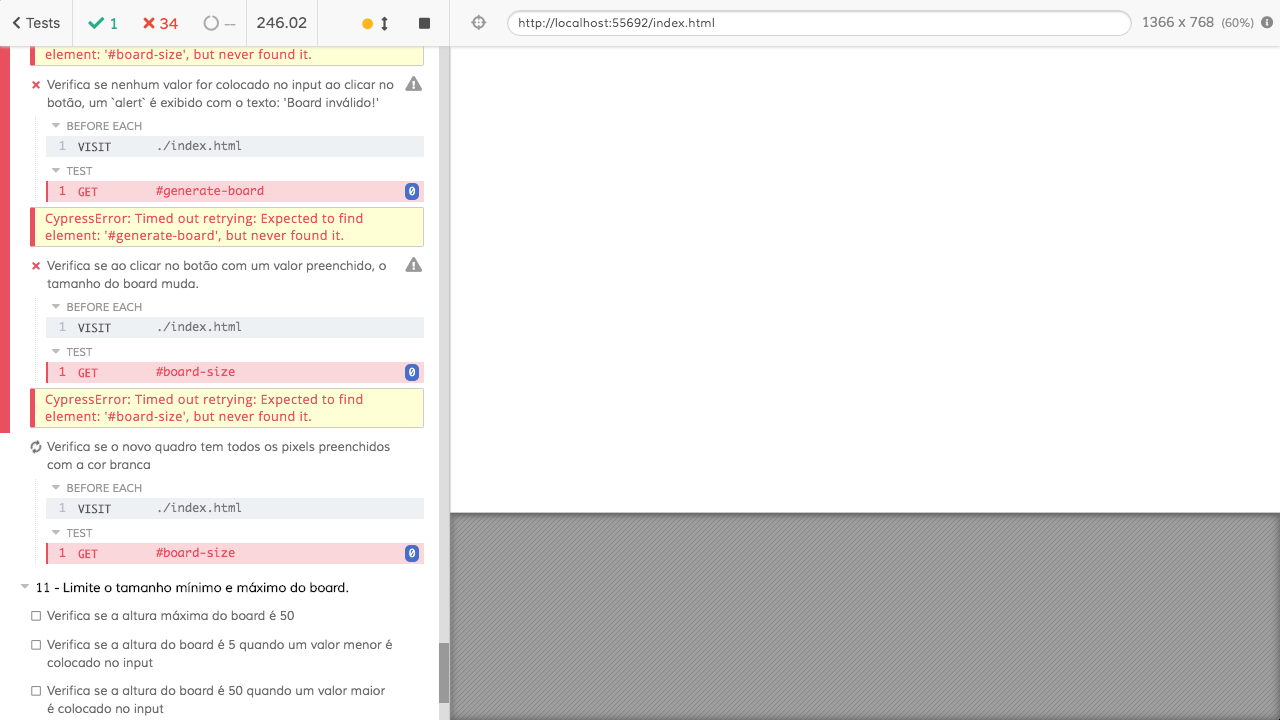 Tests
1
34
--
246.02
http://localhost:55692/index.html
1366 x 768 (60%)
element: '#board-size', but never found it.
Verifica se nenhum valor for colocado no input ao clicar no
botão, um `alert` é exibido com o texto: 'Board inválido!'
BEFORE EACH
1 VISIT ./index.html
TEST
1 GET #generate-board 0
CypressError: Timed out retrying: Expected to find
element: '#generate-board', but never found it.
Verifica se ao clicar no botão com um valor preenchido, o
tamanho do board muda.
BEFORE EACH
1 VISIT ./index.html
TEST
1 GET #board-size 0
CypressError: Timed out retrying: Expected to find
element: '#board-size', but never found it.
Verifica se o novo quadro tem todos os pixels preenchidos
com a cor branca
BEFORE EACH
1 VISIT ./index.html
TEST
1 GET #board-size 0
11 - Limite o tamanho mínimo e máximo do board.
Verifica se a altura máxima do board é 50
Verifica se a altura do board é 5 quando um valor menor é
colocado no input
Verifica se a altura do board é 50 quando um valor maior
é colocado no input